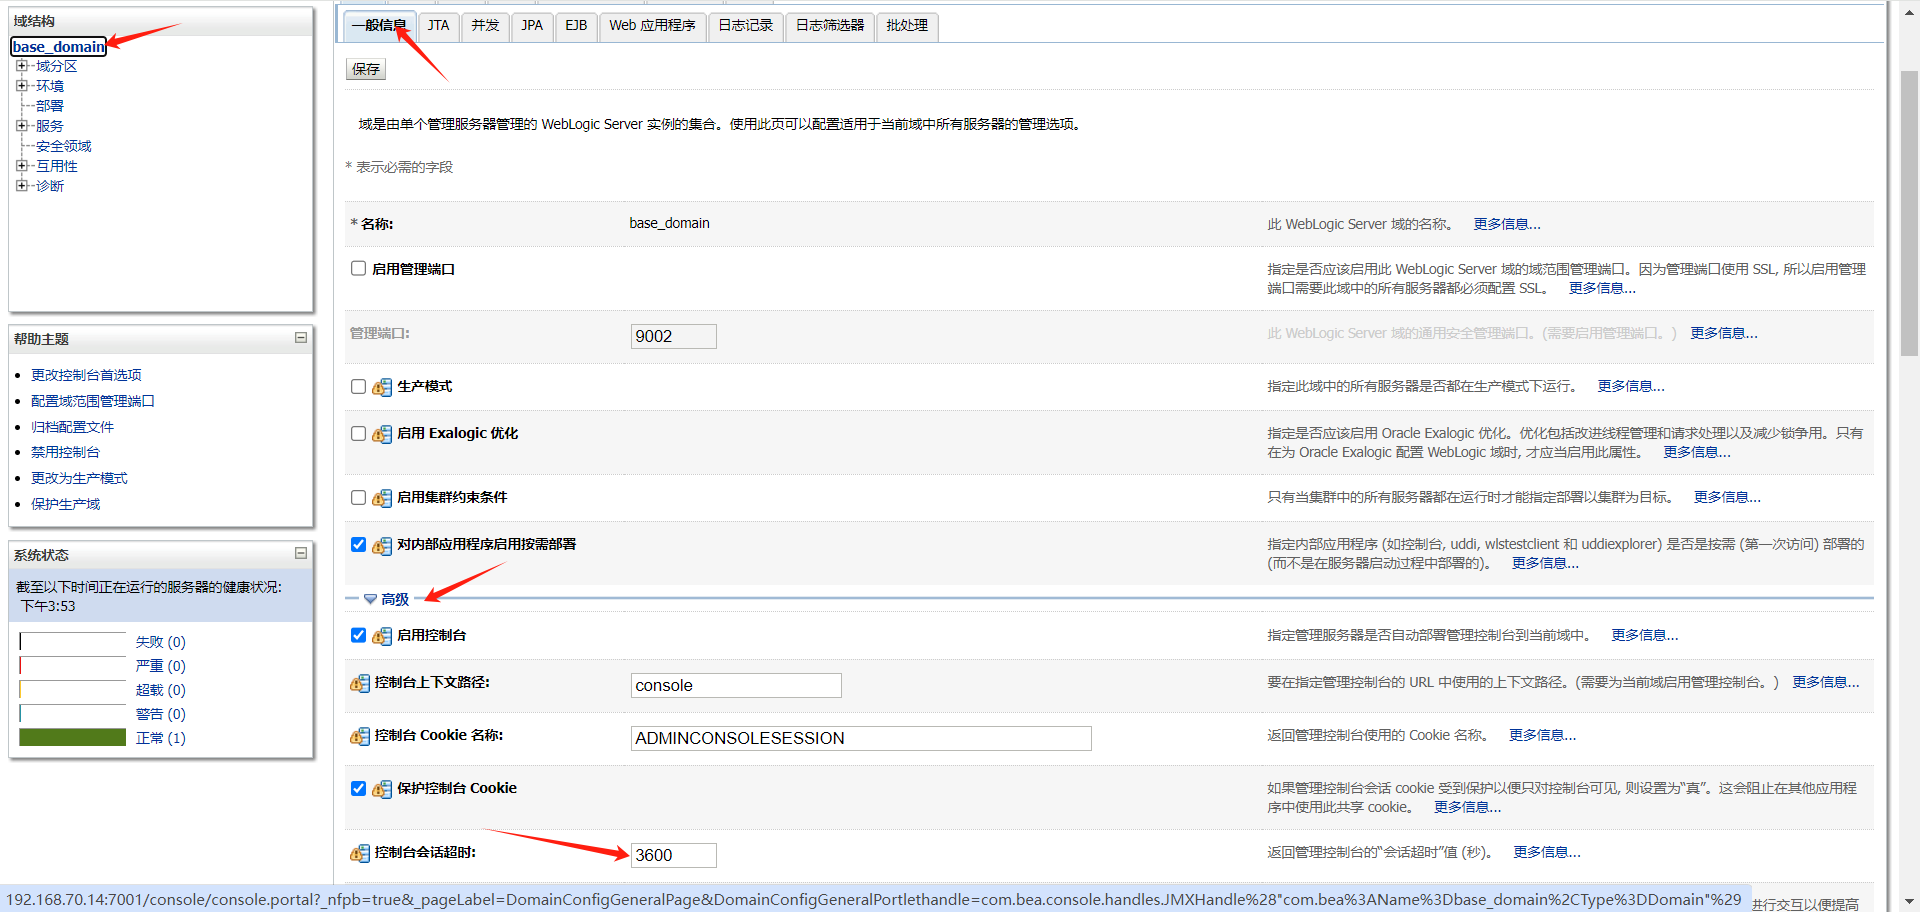 域结构
base_domain
域分区
环境
部署
服务
安全领域
互用性
诊断
帮助主题
更改控制台首选项
配置域范围管理端口
归档配置文件
禁用控制台
更改为生产模式
保护生产域
系统状态
截至以下时间正在运行的服务器的健康状况:
下午3:53
失败 (0)
严重 (0)
超载 (0)
警告 (0)
正常 (1)
一般信息 JTA 并发 JPA EJB Web 应用程序 日志记录 日志筛选器 批处理
保存
域是由单个管理服务器管理的 WebLogic Server 实例的集合。使用此页可以配置适用于当前域中所有服务器的管理选项。
* 表示必需的字段
* 名称: base_domain 此 WebLogic Server 域的名称。 更多信息...
启用管理端口 指定是否应该启用此 WebLogic Server 域的域范围管理端口。因为管理端口使用 SSL, 所以启用管理
端口需要此域中的所有服务器都必须配置 SSL。 更多信息...
管理端口: 9002 此 WebLogic Server 域的通用安全管理端口。(需要启用管理端口。) 更多信息...
生产模式 指定此域中的所有服务器是否都在生产模式下运行。 更多信息...
启用 Exalogic 优化 指定是否应该启用 Oracle Exalogic 优化。优化包括改进线程管理和请求处理以及减少锁争用。只有
在为 Oracle Exalogic 配置 WebLogic 域时, 才应当启用此属性。 更多信息...
启用集群约束条件 只有当集群中的所有服务器都在运行时才能指定部署以集群为目标。 更多信息...
对内部应用程序启用按需部署 指定内部应用程序 (如控制台, uddi, wlstestclient 和 uddiexplorer) 是否是按需 (第一次访问) 部署的
(而不是在服务器启动过程中部署的)。 更多信息...
高级
启用控制台 指定管理服务器是否自动部署管理控制台到当前域中。 更多信息...
控制台上下文路径: console 要在指定管理控制台的 URL 中使用的上下文路径。(需要为当前域启用管理控制台。) 更多信息...
控制台 Cookie 名称: ADMINCONSOLESESSION 返回管理控制台使用的 Cookie 名称。 更多信息...
保护控制台 Cookie 如果管理控制台会话 cookie 受到保护以便只对控制台可见, 则设置为“真”。这会阻止在其他应用程
序中使用此共享 cookie。 更多信息...
控制台会话超时: 3600 返回管理控制台的“会话超时”值 (秒)。 更多信息...
192.168.70.14:7001/console/console.portal?_nfpb=true&_pageLabel=DomainConfigGeneralPage&DomainConfigGeneralPortlethandle=com.bea.console.handles.JMXHandle%28"com.bea%3AName%3Dbase_domain%2CType%3DDomain"%29
进行交互以便提高